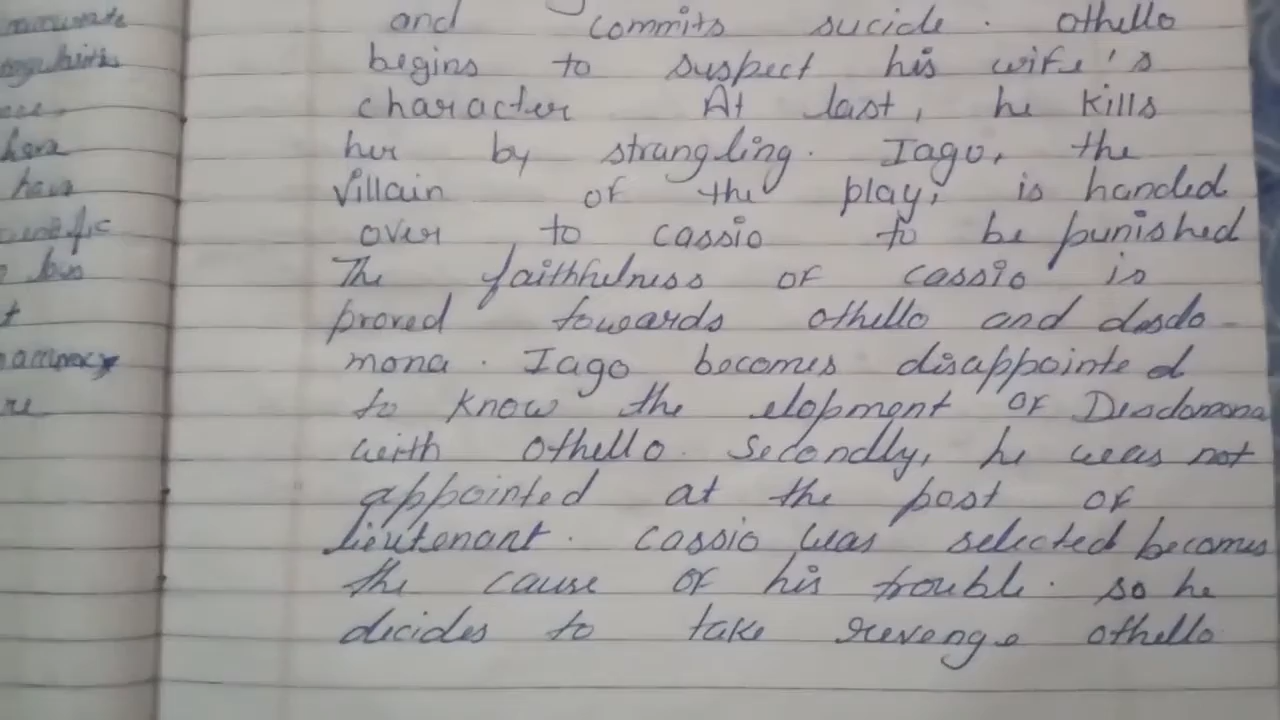 and commits sucide. Othello
begins to suspect his wife's
character At last, he kills
her by strangling. Iago, the
villain of the play, is handed
over to cassio to be punished
The faithfulness of cassio is
proved towards Othello and desdo-
mona. Iago becomes disappointed
to know the elopment of Desdomona
with Othello. Secondly, he was not
appointed at the post of
lieutenant. Cassio was selected becomes
the cause of his trouble. so he
decides to take revenge Othello